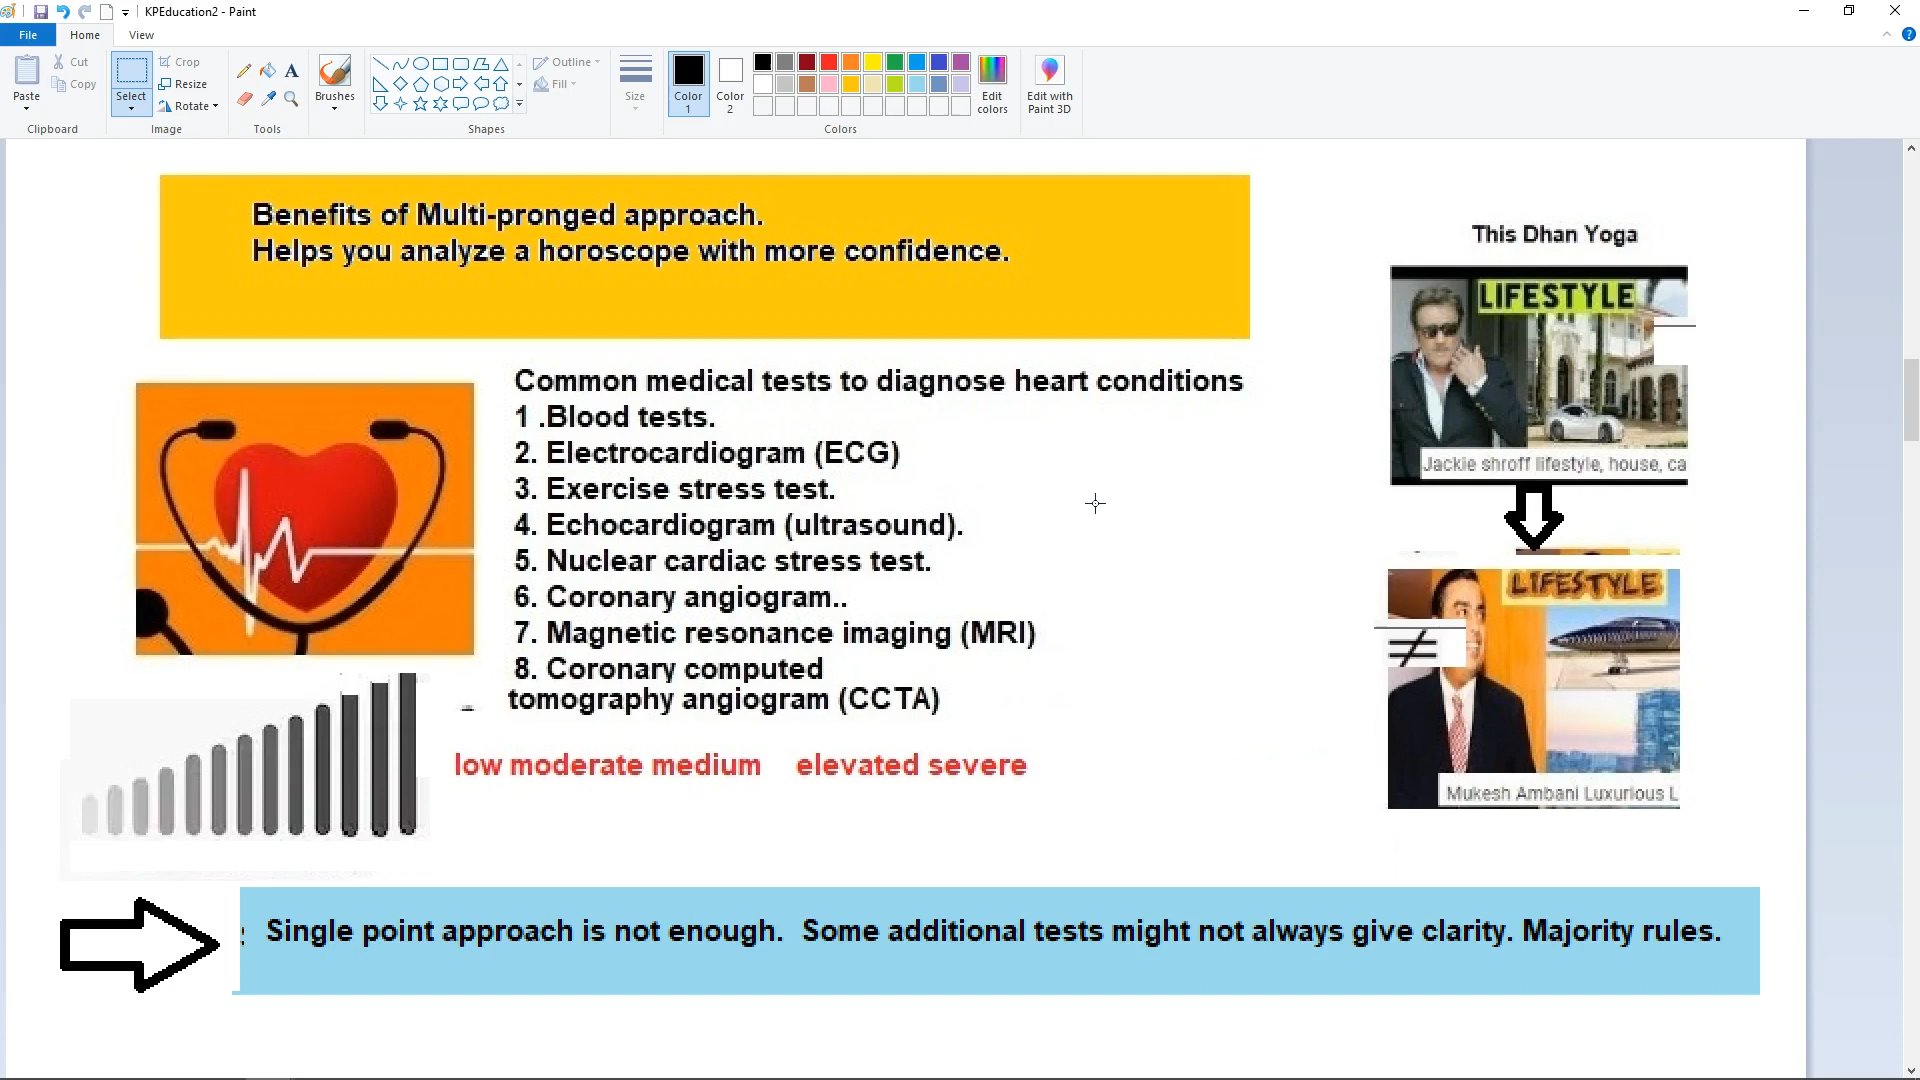 KPEducation2 - Paint
File
Home
View
Paste
Cut
Copy
Clipboard
Select
Crop
Resize
Rotate
Image
A
Tools
Brushes
Outline
Fill
Shapes
Size
Color
1
Color
2
Edit
colors
Colors
Edit with
Paint 3D
Benefits of Multi-pronged approach.
Helps you analyze a horoscope with more confidence.
This Dhan Yoga
LIFESTYLE
Jackie shroff lifestyle, house, ca
Common medical tests to diagnose heart conditions
1 .Blood tests.
2. Electrocardiogram (ECG)
3. Exercise stress test.
4. Echocardiogram (ultrasound).
5. Nuclear cardiac stress test.
6. Coronary angiogram..
7. Magnetic resonance imaging (MRI)
8. Coronary computed
tomography angiogram (CCTA)
LIFESTYLE
≠
Mukesh Ambani Luxurious L
low moderate medium elevated severe
Single point approach is not enough. Some additional tests might not always give clarity. Majority rules.